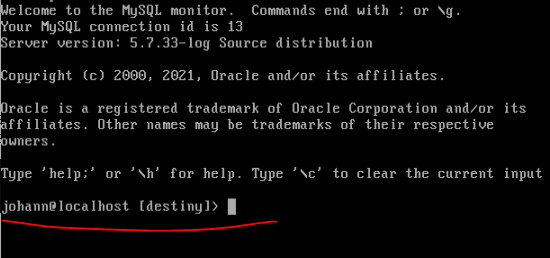 Welcome to the MySQL monitor.  Commands end with ; or \g.
Your MySQL connection id is 13
Server version: 5.7.33-log Source distribution
Copyright (c) 2000, 2021, Oracle and/or its affiliates.
Oracle is a registered trademark of Oracle Corporation and/or its
affiliates. Other names may be trademarks of their respective
owners.
Type 'help;' or '\h' for help. Type '\c' to clear the current input
johann@localhost [destiny]>